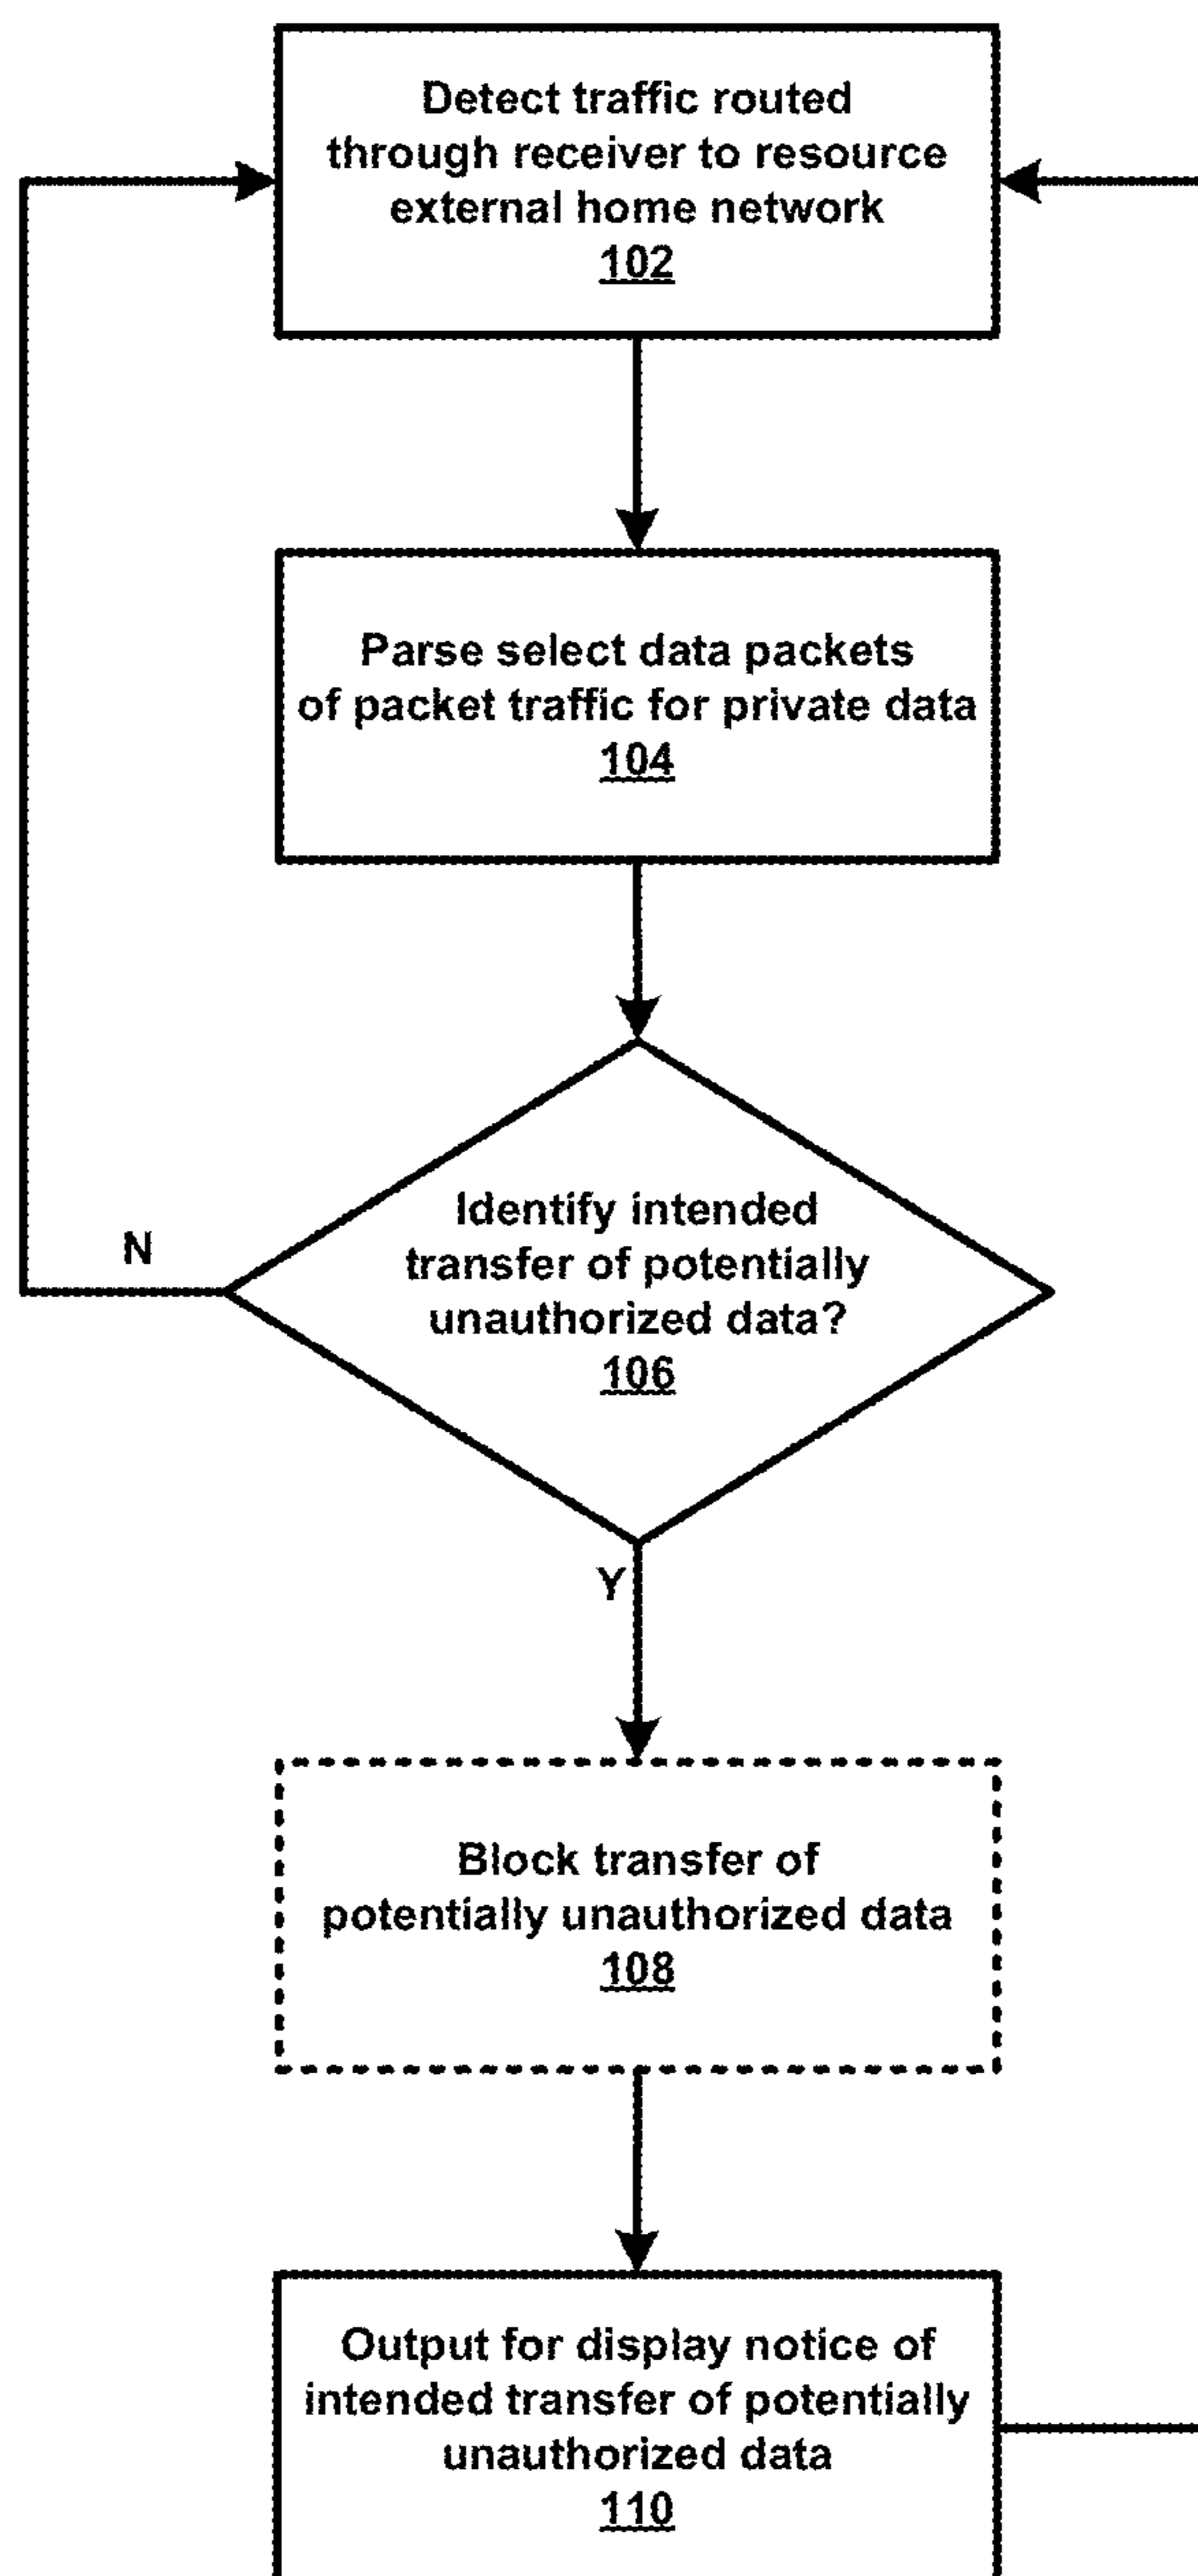 Detect traffic routed
through receiver to resource
external home network
102
Parse select data packets
of packet traffic for private data
104
Identify intended
transfer of potentially
unauthorized data?
106
N
Y
Block transfer of
potentially unauthorized data
108
Output for display notice of
intended transfer of potentially
unauthorized data
110